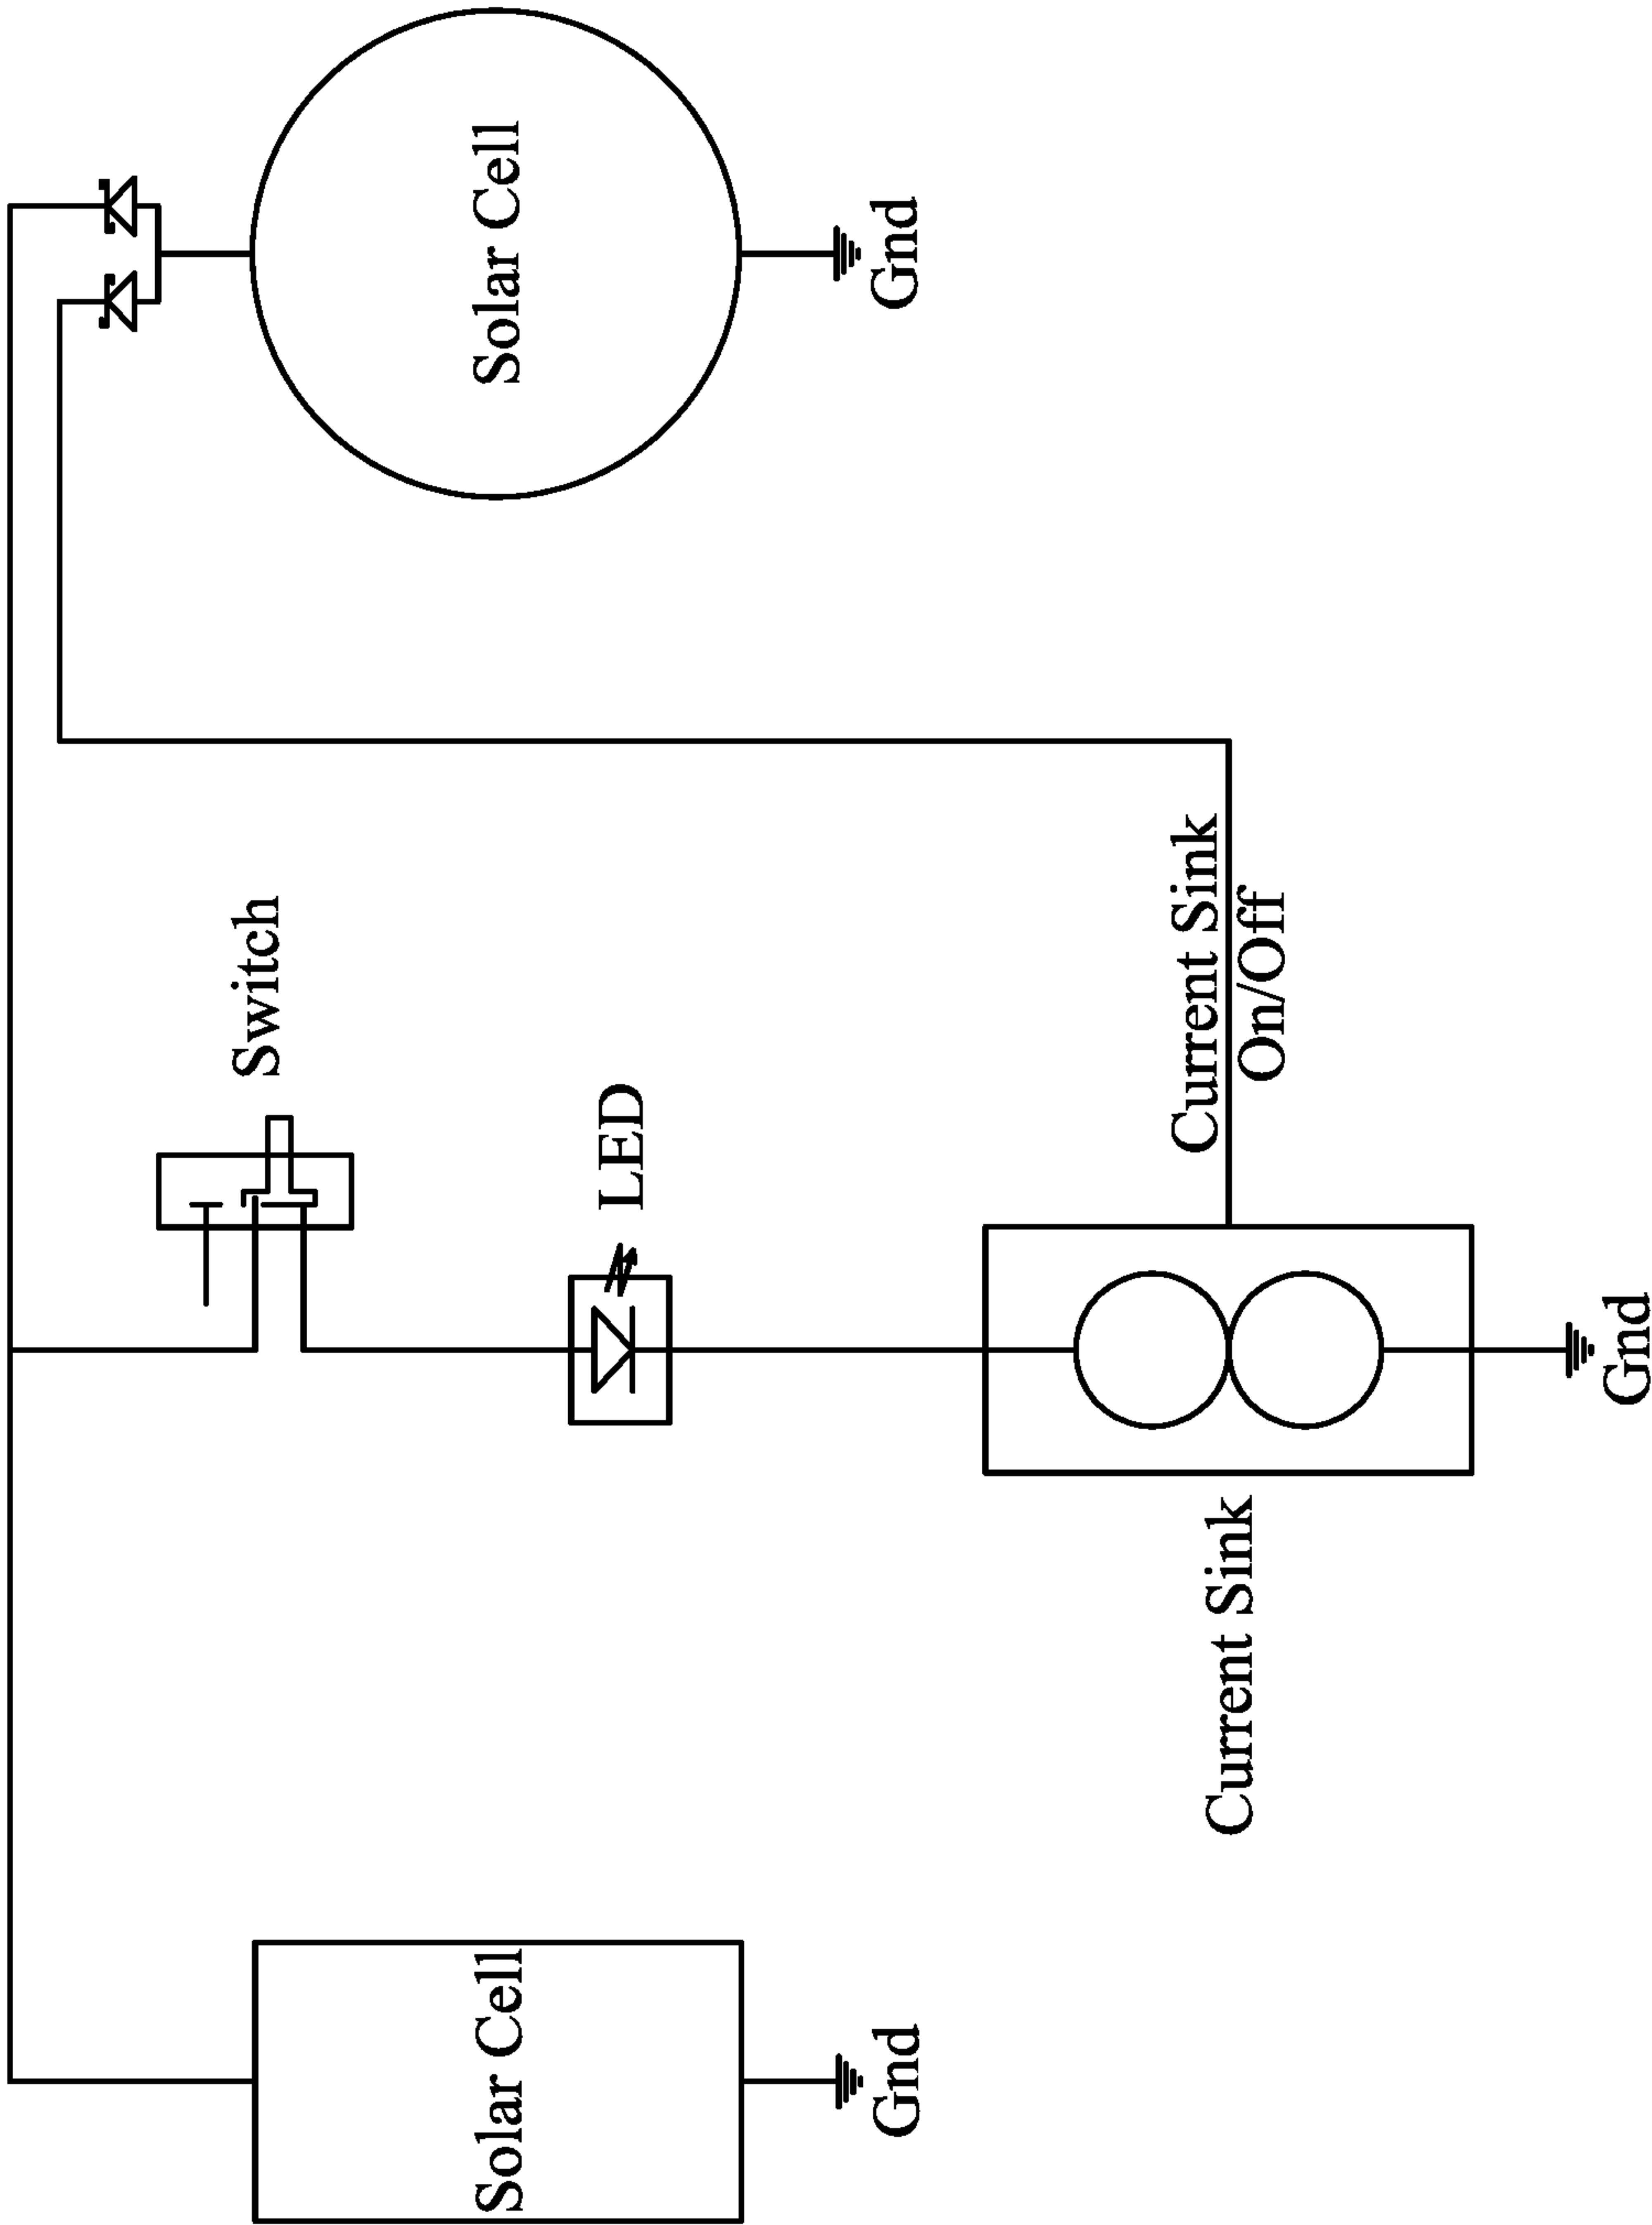 Solar Cell
Gnd
Switch
LED
Current Sink
On/Off
Current Sink
Gnd
Solar Cell
Gnd